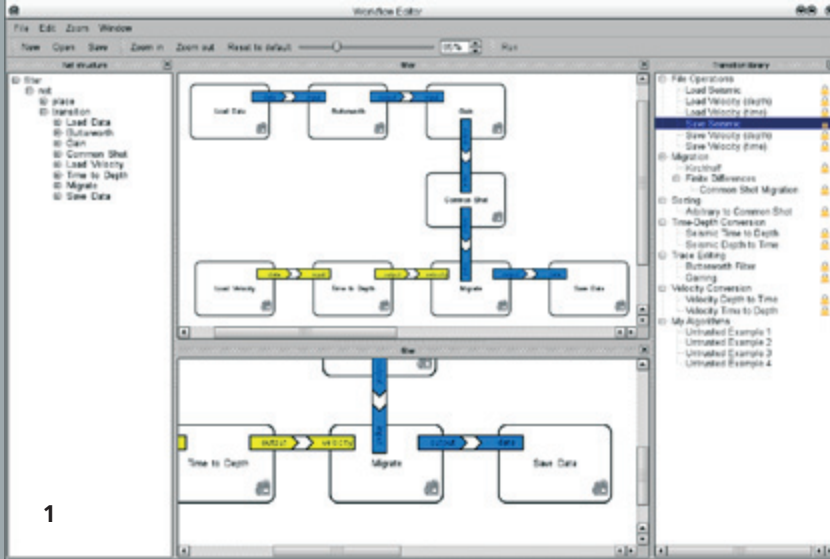 Workflow Editor
File Edit Zoom Window
New Open Save Zoom in Zoom out Reset to default Run
Net structure
filter
Transition library
filter
net
place
transition
Load Data
Butterworth
Gain
Common Shot
Load Velocity
Time to Depth
Migrate
Save Data
Load Data
Butterworth
Gain
Common Shot
Load Velocity
Time to Depth
Migrate
Save Data
output velocity
filter
output velocity
output data
Time to Depth
Migrate
Save Data
File Operations
Load Seismic
Load Velocity (depth)
Load Velocity (time)
Save Seismic
Save Velocity (depth)
Save Velocity (time)
Migration
Kirchhoff
Finite Differences
Common Shot Migration
Sorting
Arbitrary to Common Shot
Time-Depth Conversion
Seismic Time to Depth
Seismic Depth to Time
Trace Editing
Butterworth Filter
Gaining
Velocity Conversion
Velocity Depth to Time
Velocity Time to Depth
My Algorithms
Untrusted Example 1
Untrusted Example 2
Untrusted Example 3
Untrusted Example 4
1